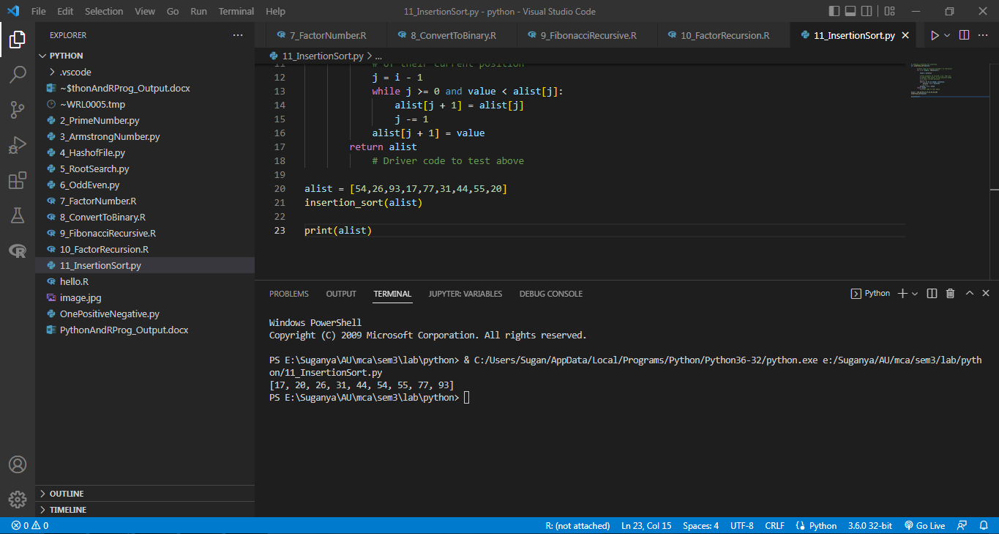 File Edit Selection View Go Run Terminal Help 11_InsertionSort.py - python - Visual Studio Code
EXPLORER
PYTHON
.vscode
~$thonAndRProg_Output.docx
~WRL0005.tmp
2_PrimeNumber.py
3_ArmstrongNumber.py
4_HashofFile.py
5_RootSearch.py
6_OddEven.py
7_FactorNumber.R
8_ConvertToBinary.R
9_FibonacciRecursive.R
10_FactorRecursion.R
11_InsertionSort.py
hello.R
image.jpg
OnePositiveNegative.py
PythonAndRProg_Output.docx
OUTLINE
TIMELINE
7_FactorNumber.R 8_ConvertToBinary.R 9_FibonacciRecursive.R 10_FactorRecursion.R 11_InsertionSort.py
11_InsertionSort.py > ...
11 # of their current position
12 j = i - 1
13 while j >= 0 and value < alist[j]:
14 alist[j + 1] = alist[j]
15 j -= 1
16 alist[j + 1] = value
17 return alist
18 # Driver code to test above
19
20 alist = [54,26,93,17,77,31,44,55,20]
21 insertion_sort(alist)
22
23 print(alist)
PROBLEMS OUTPUT TERMINAL JUPYTER: VARIABLES DEBUG CONSOLE Python
Windows PowerShell
Copyright (C) 2009 Microsoft Corporation. All rights reserved.
PS E:\Suganya\AU\mca\sem3\lab\python> & C:/Users/Sugan/AppData/Local/Programs/Python/Python36-32/python.exe e:/Suganya/AU/mca/sem3/lab/pyth
on/11_InsertionSort.py
[17, 20, 26, 31, 44, 54, 55, 77, 93]
PS E:\Suganya\AU\mca\sem3\lab\python>
0 0 R: (not attached) Ln 23, Col 15 Spaces: 4 UTF-8 CRLF Python 3.6.0 32-bit Go Live